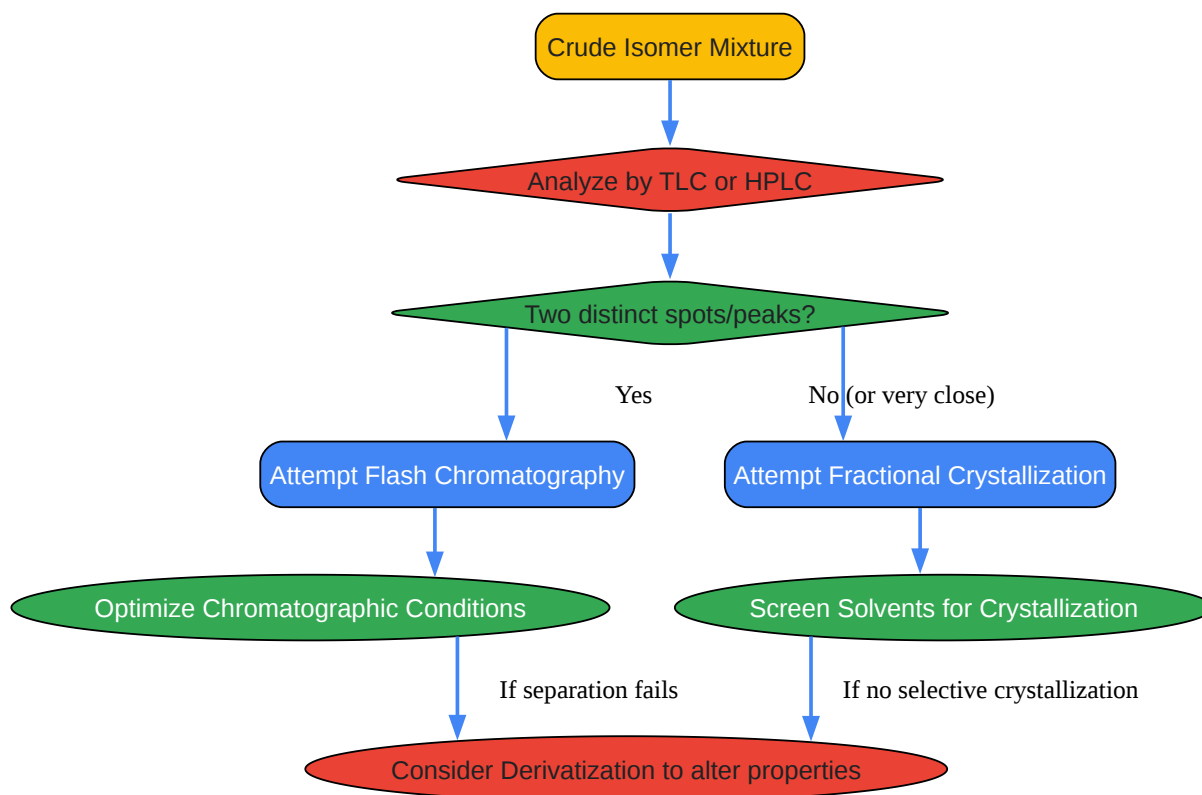 Crude Isomer Mixture
Analyze by TLC or HPLC
Two distinct spots/peaks?
Yes
No (or very close)
Attempt Flash Chromatography
Attempt Fractional Crystallization
Optimize Chromatographic Conditions
Screen Solvents for Crystallization
If separation fails
If no selective crystallization
Consider Derivatization to alter properties